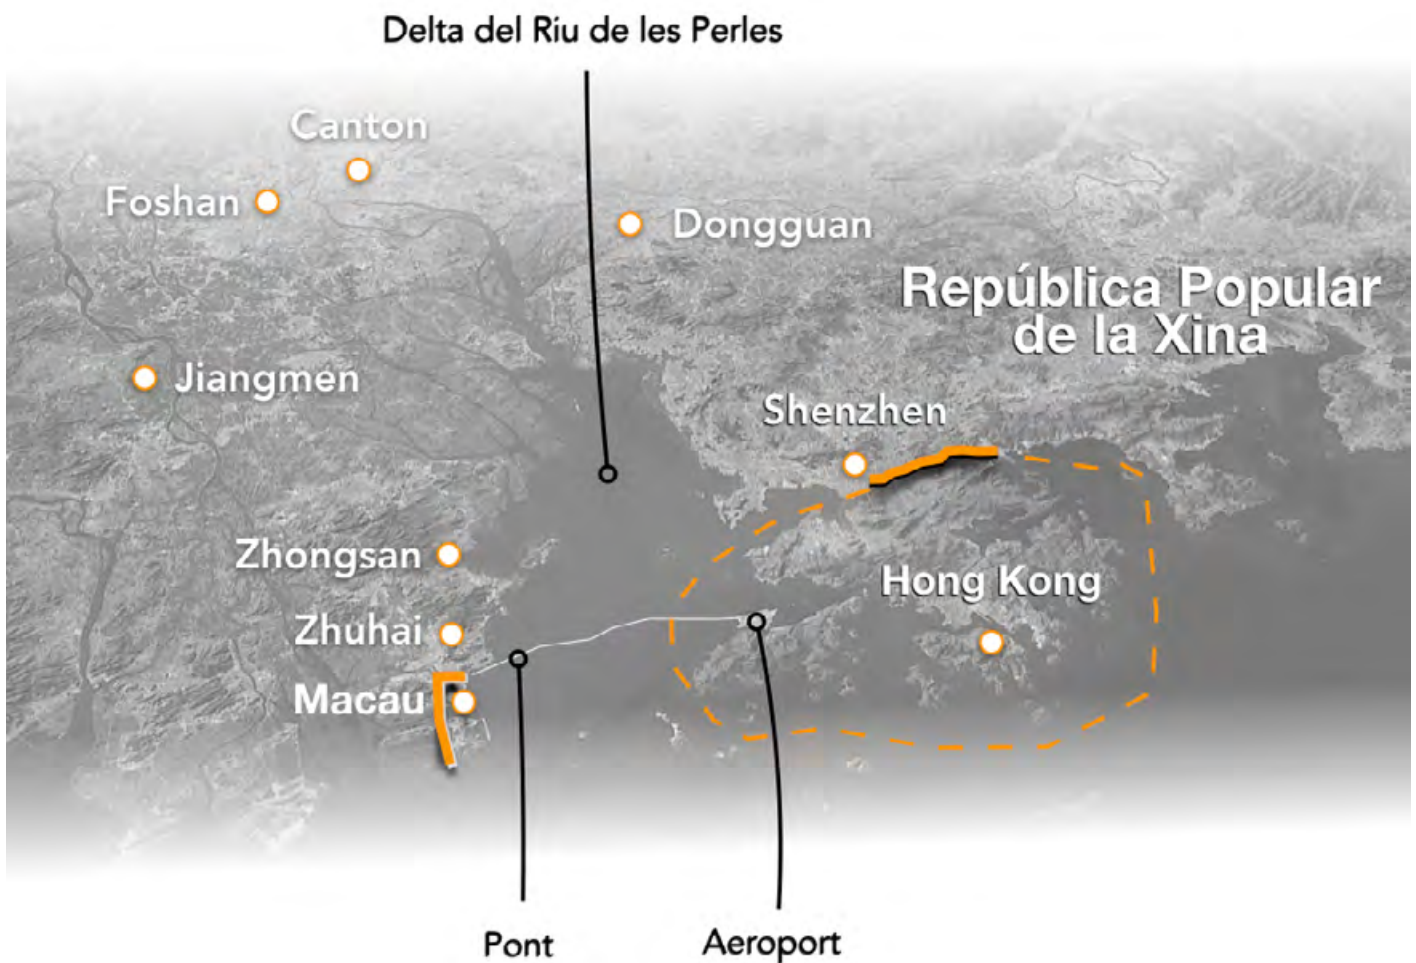 Delta del Riu de les Perles
Canton
Foshan
Dongguan
República Popular
de la Xina
Jiangmen
Shenzhen
Zhongsan
Hong Kong
Zhuhai
Macau
Pont
Aeroport